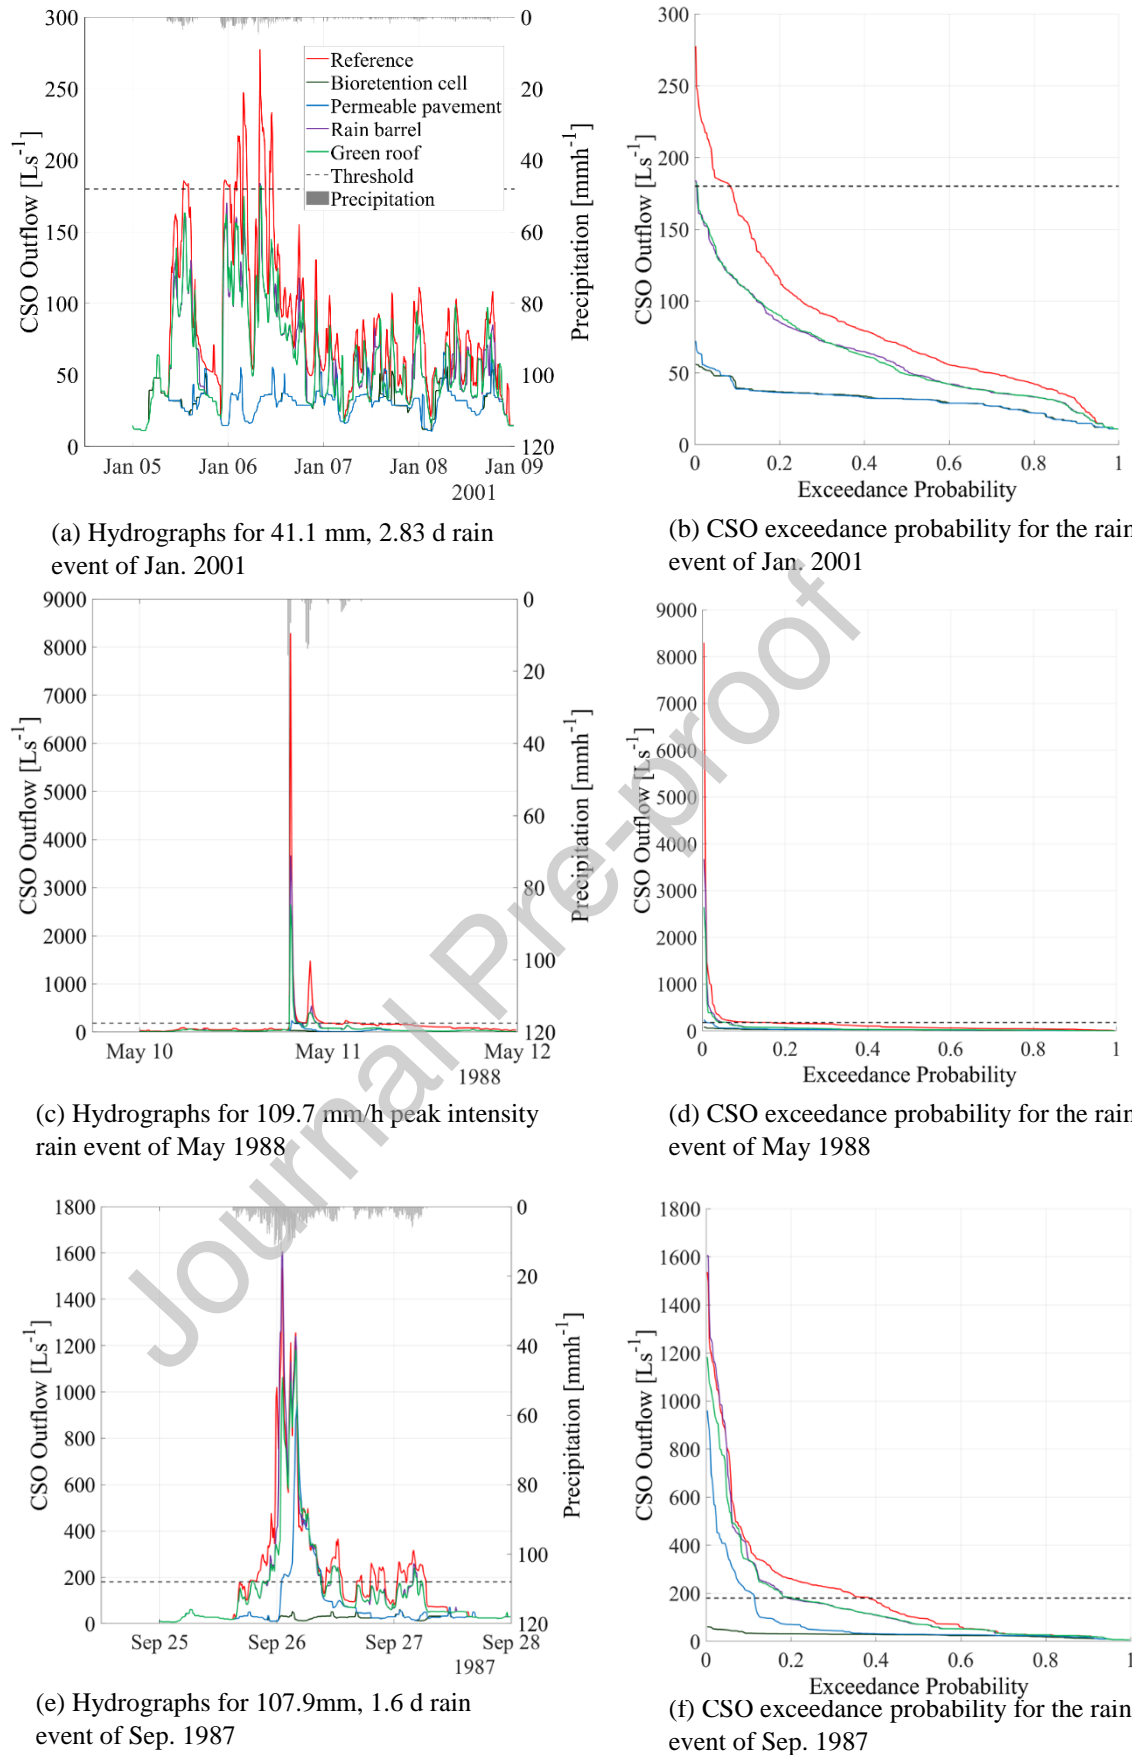 300
250
200
150
100
50
0
CSO Outflow [Ls-1]
Reference
Bioretention cell
Permeable pavement
Rain barrel
Green roof
Threshold
Precipitation
0
20
40
60
80
100
120
Precipitation [mmh-1]
Jan 05 Jan 06 Jan 07 Jan 08 Jan 09
2001
(a) Hydrographs for 41.1 mm, 2.83 d rain
event of Jan. 2001
300
250
200
150
100
50
0
CSO Outflow [Ls-1]
0 0.2 0.4 0.6 0.8 1
Exceedance Probability
(b) CSO exceedance probability for the rain
event of Jan. 2001
9000
8000
7000
6000
5000
4000
3000
2000
1000
0
CSO Outflow [Ls-1]
0
20
40
60
80
100
120
Precipitation [mmh-1]
May 10 May 11 May 12
1988
(c) Hydrographs for 109.7 mm/h peak intensity
rain event of May 1988
9000
8000
7000
6000
5000
4000
3000
2000
1000
0
CSO Outflow [Ls-1]
0 0.2 0.4 0.6 0.8 1
Exceedance Probability
(d) CSO exceedance probability for the rain
event of May 1988
1800
1600
1400
1200
1000
800
600
400
200
0
CSO Outflow [Ls-1]
0
20
40
60
80
100
120
Precipitation [mmh-1]
Sep 25 Sep 26 Sep 27 Sep 28
1987
(e) Hydrographs for 107.9mm, 1.6 d rain
event of Sep. 1987
1800
1600
1400
1200
1000
800
600
400
200
0
CSO Outflow [Ls-1]
0 0.2 0.4 0.6 0.8 1
Exceedance Probability
(f) CSO exceedance probability for the rain
event of Sep. 1987
Journal Pre-proof